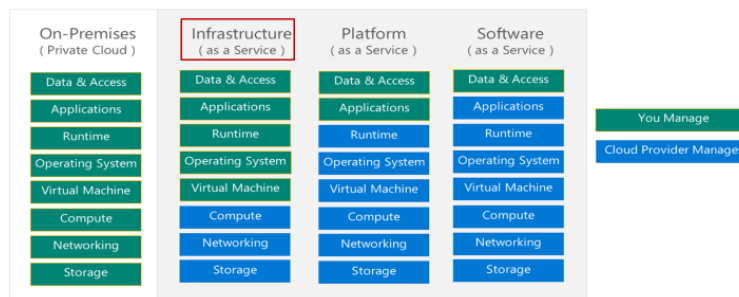 On-Premises
( Private Cloud )
Data & Access
Applications
Runtime
Operating System
Virtual Machine
Compute
Networking
Storage
Infrastructure
( as a Service )
Data & Access
Applications
Runtime
Operating System
Virtual Machine
Compute
Networking
Storage
Platform
( as a Service )
Data & Access
Applications
Runtime
Operating System
Virtual Machine
Compute
Networking
Storage
Software
( as a Service )
Data & Access
Applications
Runtime
Operating System
Virtual Machine
Compute
Networking
Storage
You Manage
Cloud Provider Manages